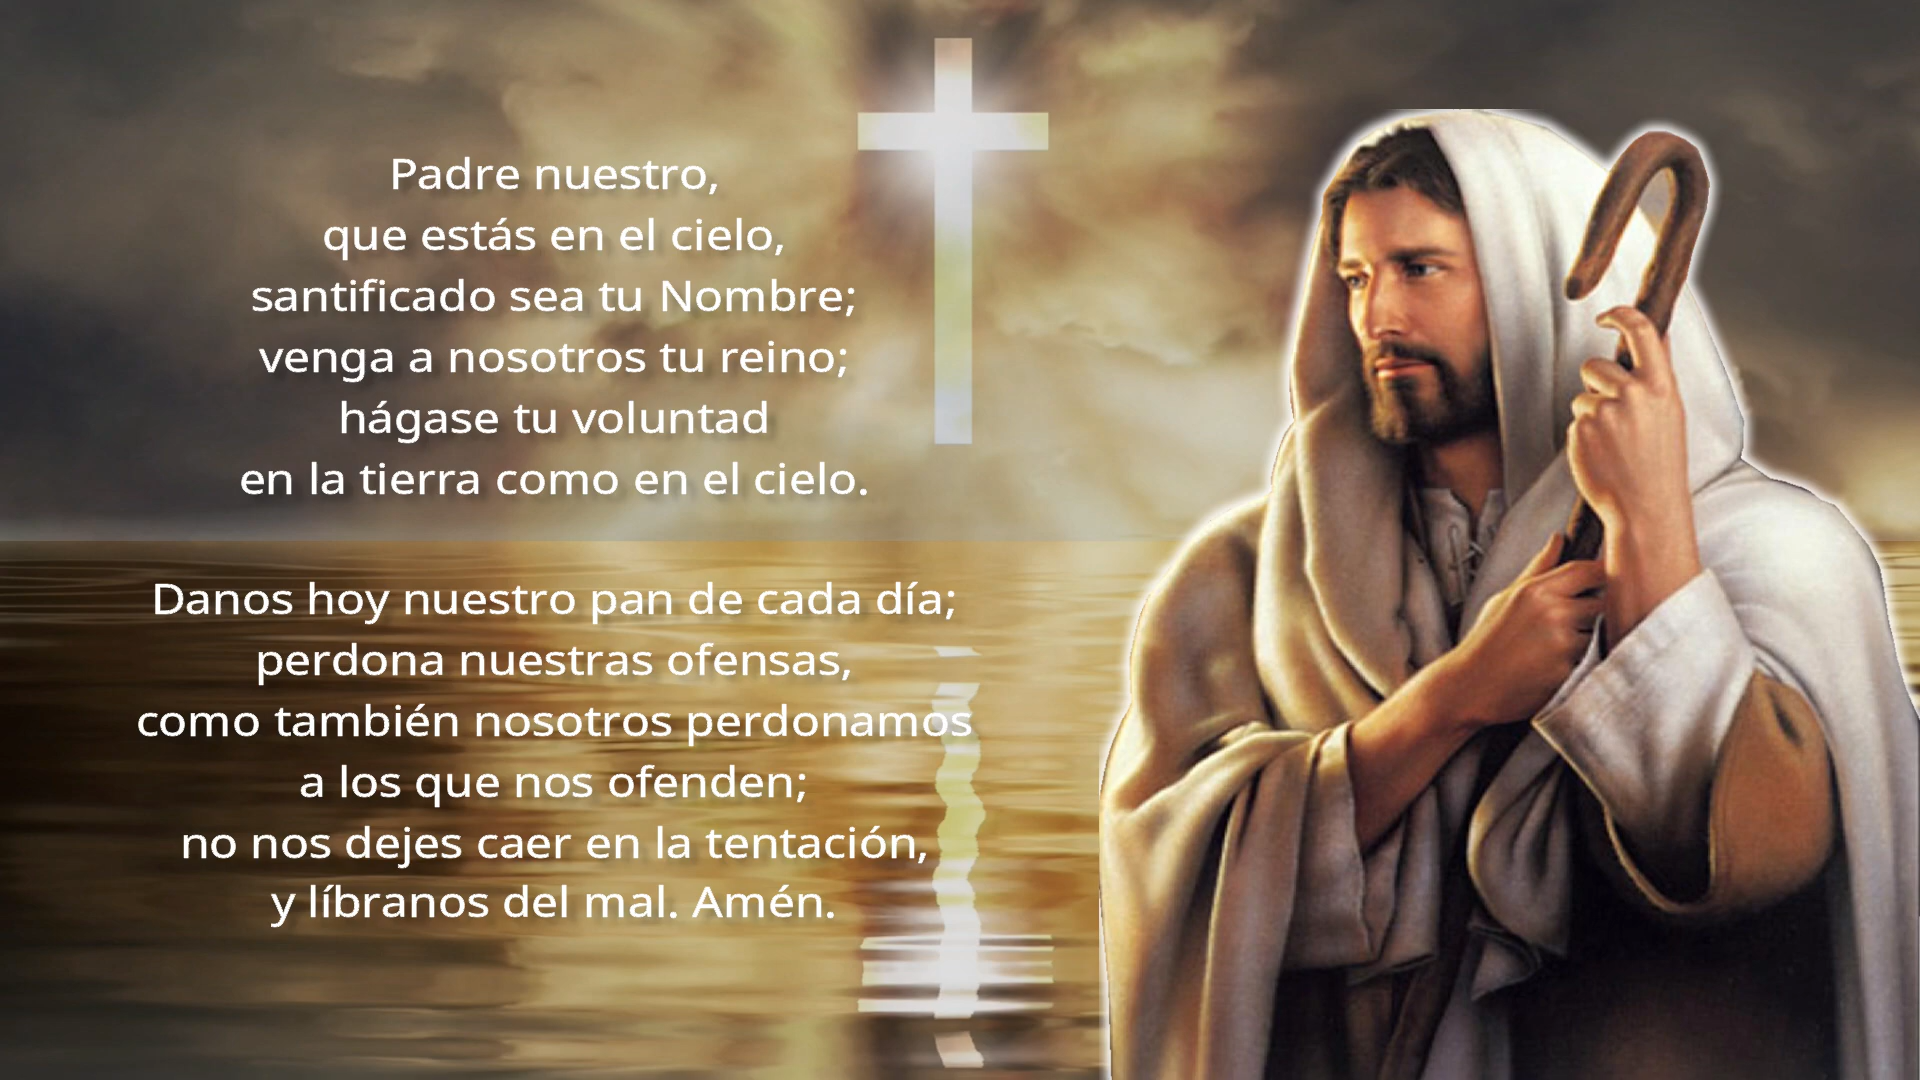 Padre nuestro,
que estás en el cielo,
santificado sea tu Nombre;
venga a nosotros tu reino;
hágase tu voluntad
en la tierra como en el cielo.
Danos hoy nuestro pan de cada día;
perdona nuestras ofensas,
como también nosotros perdonamos
a los que nos ofenden;
no nos dejes caer en la tentación,
y líbranos del mal. Amén.